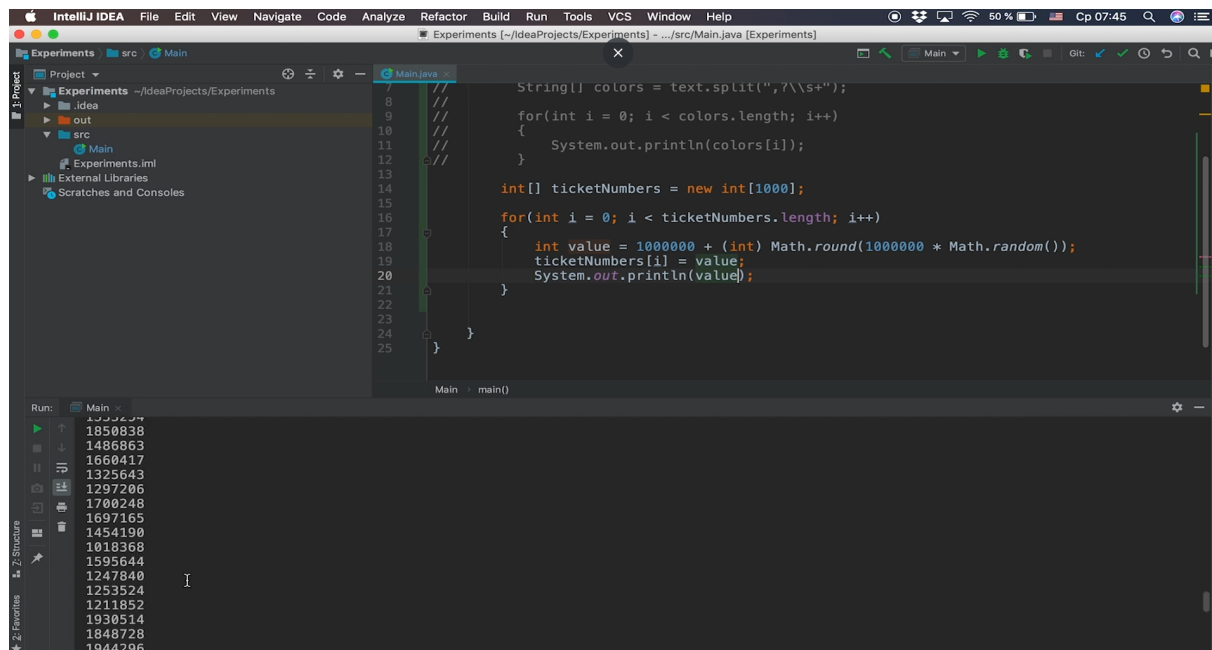 IntelliJ IDEA File Edit View Navigate Code Analyze Refactor Build Run Tools VCS Window Help 50 % Ср 07:45
Experiments [~/IdeaProjects/Experiments] - .../src/Main.java [Experiments]
Experiments src Main Main Git:
1: Project
Project
Experiments ~/IdeaProjects/Experiments
.idea
out
src
Main
Experiments.iml
External Libraries
Scratches and Consoles
Main.java
7 // String[] colors = text.split(",?\\s+");
8 //
9 // for(int i = 0; i < colors.length; i++)
10 // {
11 // System.out.println(colors[i]);
12 // }
13
14 int[] ticketNumbers = new int[1000];
15
16 for(int i = 0; i < ticketNumbers.length; i++)
17 {
18 int value = 1000000 + (int) Math.round(1000000 * Math.random());
19 ticketNumbers[i] = value;
20 System.out.println(value);
21 }
22
23
24 }
25 }
Main main()
Run: Main
1850838
1486863
1660417
1325643
1297206
1700248
1697165
1454190
1018368
1595644
1247840
1253524
1211852
1930514
1848728
1944296
7: Structure
2: Favorites